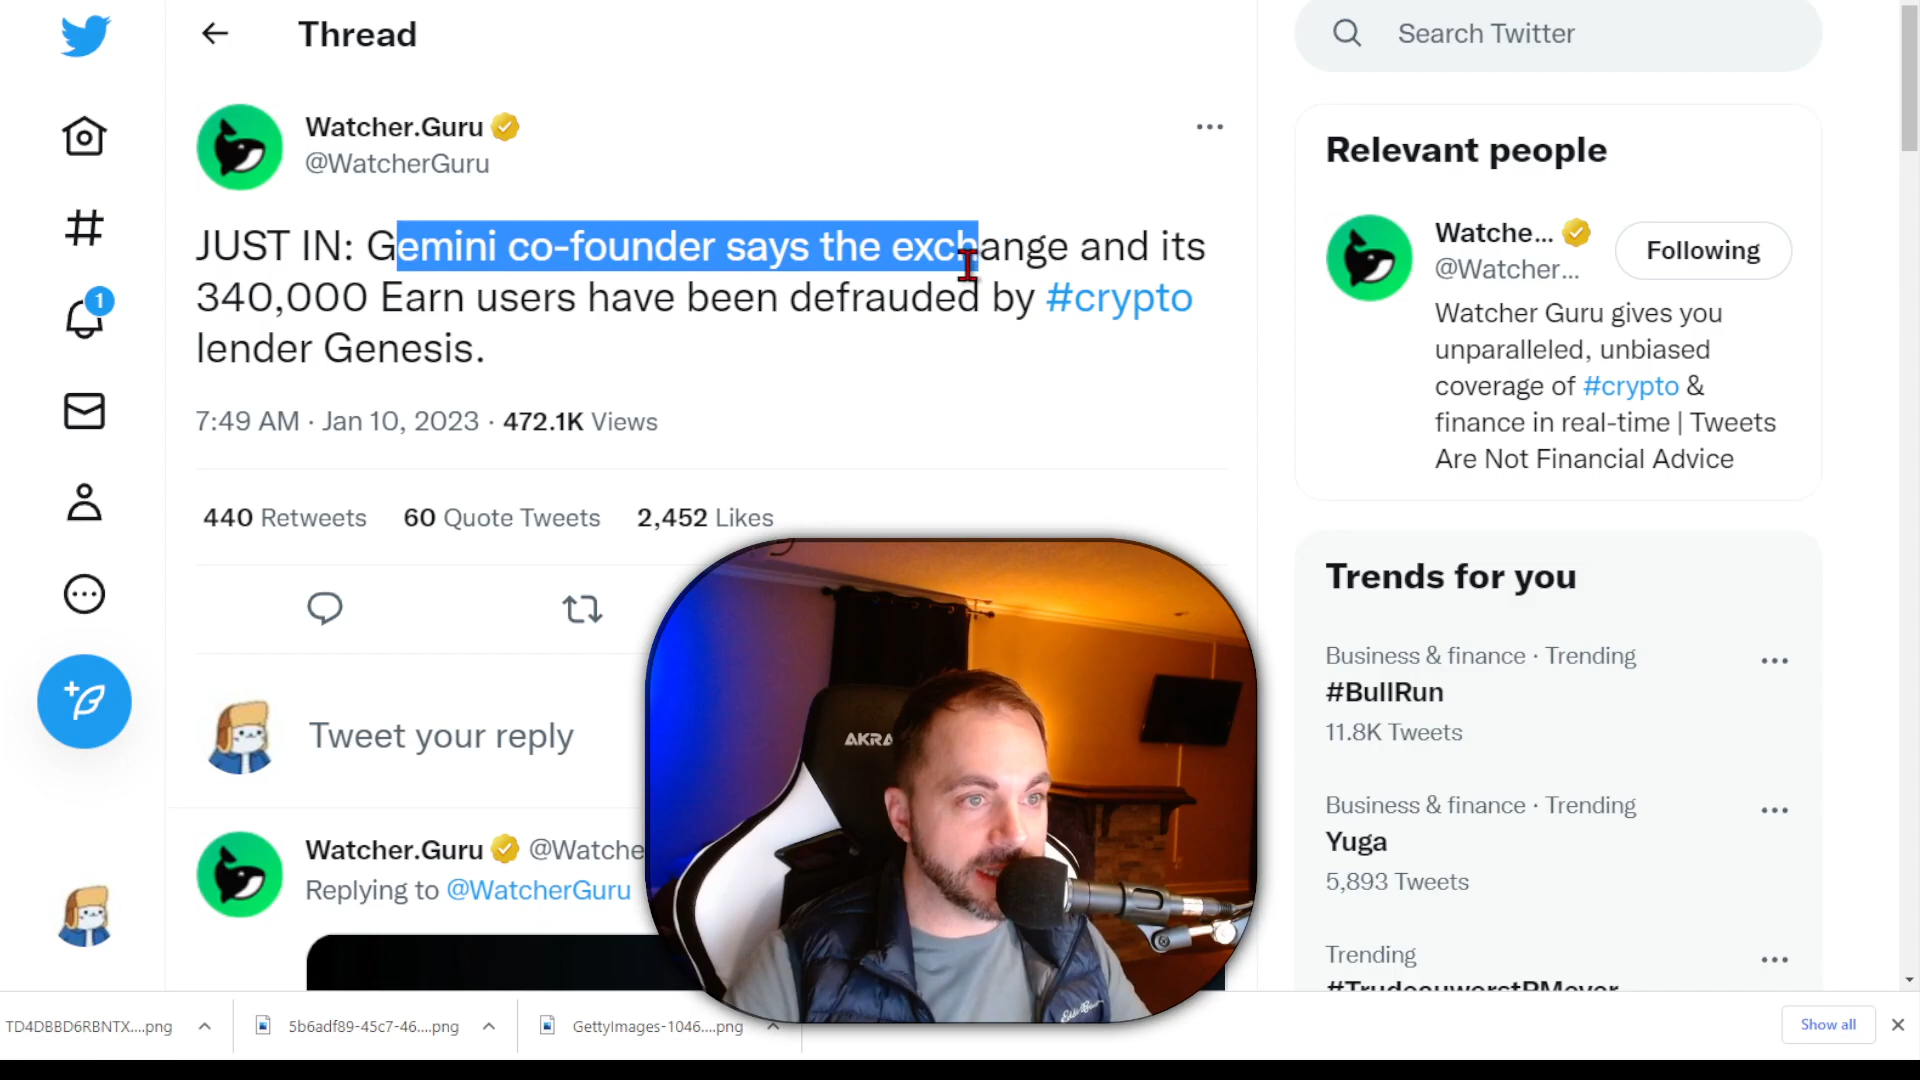 Thread
Search Twitter
Watcher.Guru
@WatcherGuru
JUST IN: Gemini co-founder says the exchange and its
340,000 Earn users have been defrauded by #crypto
lender Genesis.
7:49 AM · Jan 10, 2023 · 472.1K Views
440 Retweets 60 Quote Tweets 2,452 Likes
Tweet your reply
Watcher.Guru @Watche
Replying to @WatcherGuru
1
AKRA
Eddie Bauer
Relevant people
Watche...
@Watcher...
Following
Watcher Guru gives you
unparalleled, unbiased
coverage of #crypto &
finance in real-time | Tweets
Are Not Financial Advice
Trends for you
Business & finance · Trending
#BullRun
11.8K Tweets
Business & finance · Trending
Yuga
5,893 Tweets
Trending
#TrudeauworstPMever
TD4DBBD6RBNTX....png
5b6adf89-45c7-46....png
GettyImages-1046....png
Show all